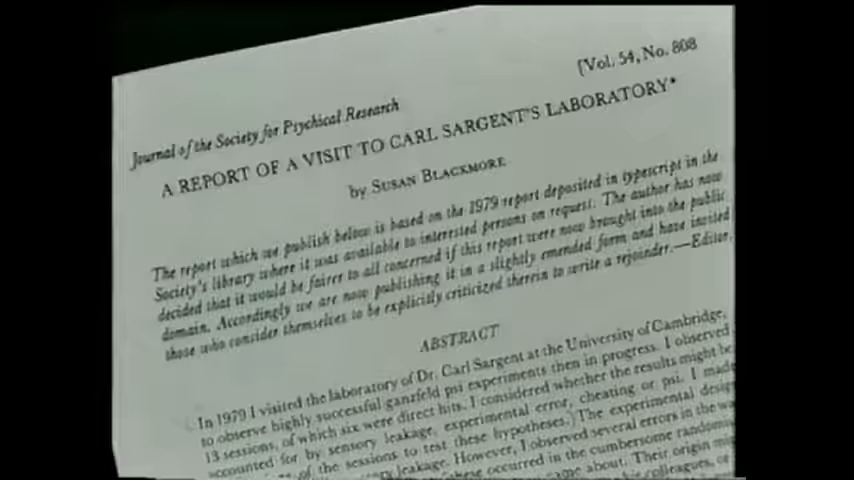 [Vol. 54, No. 808
Journal of the Society for Psychical Research
A REPORT OF A VISIT TO CARL SARGENT'S LABORATORY*
by SUSAN BLACKMORE
The report which we publish below is based on the 1979 report deposited in typescript in the
Society's library where it was available to interested persons on request. The author has now
decided that it would be fairer to all concerned if this report were now brought into the public
domain. Accordingly we are now publishing it in a slightly emended form and have invited
those who consider themselves to be explicitly criticized therein to write a rejoinder.—Editor.
ABSTRACT
In 1979 I visited the laboratory of Dr. Carl Sargent at the University of Cambridge,
to observe highly successful ganzfeld psi experiments then in progress. I observed
13 sessions, of which six were direct hits. I considered whether the results might be
accounted for by sensory leakage, experimental error, cheating or psi. I made
of the sessions to test these hypotheses.) The experimental
leakage. However, I observed several errors in the
these occurred in the cumbersome
came about. Their origin
his colleagues, or